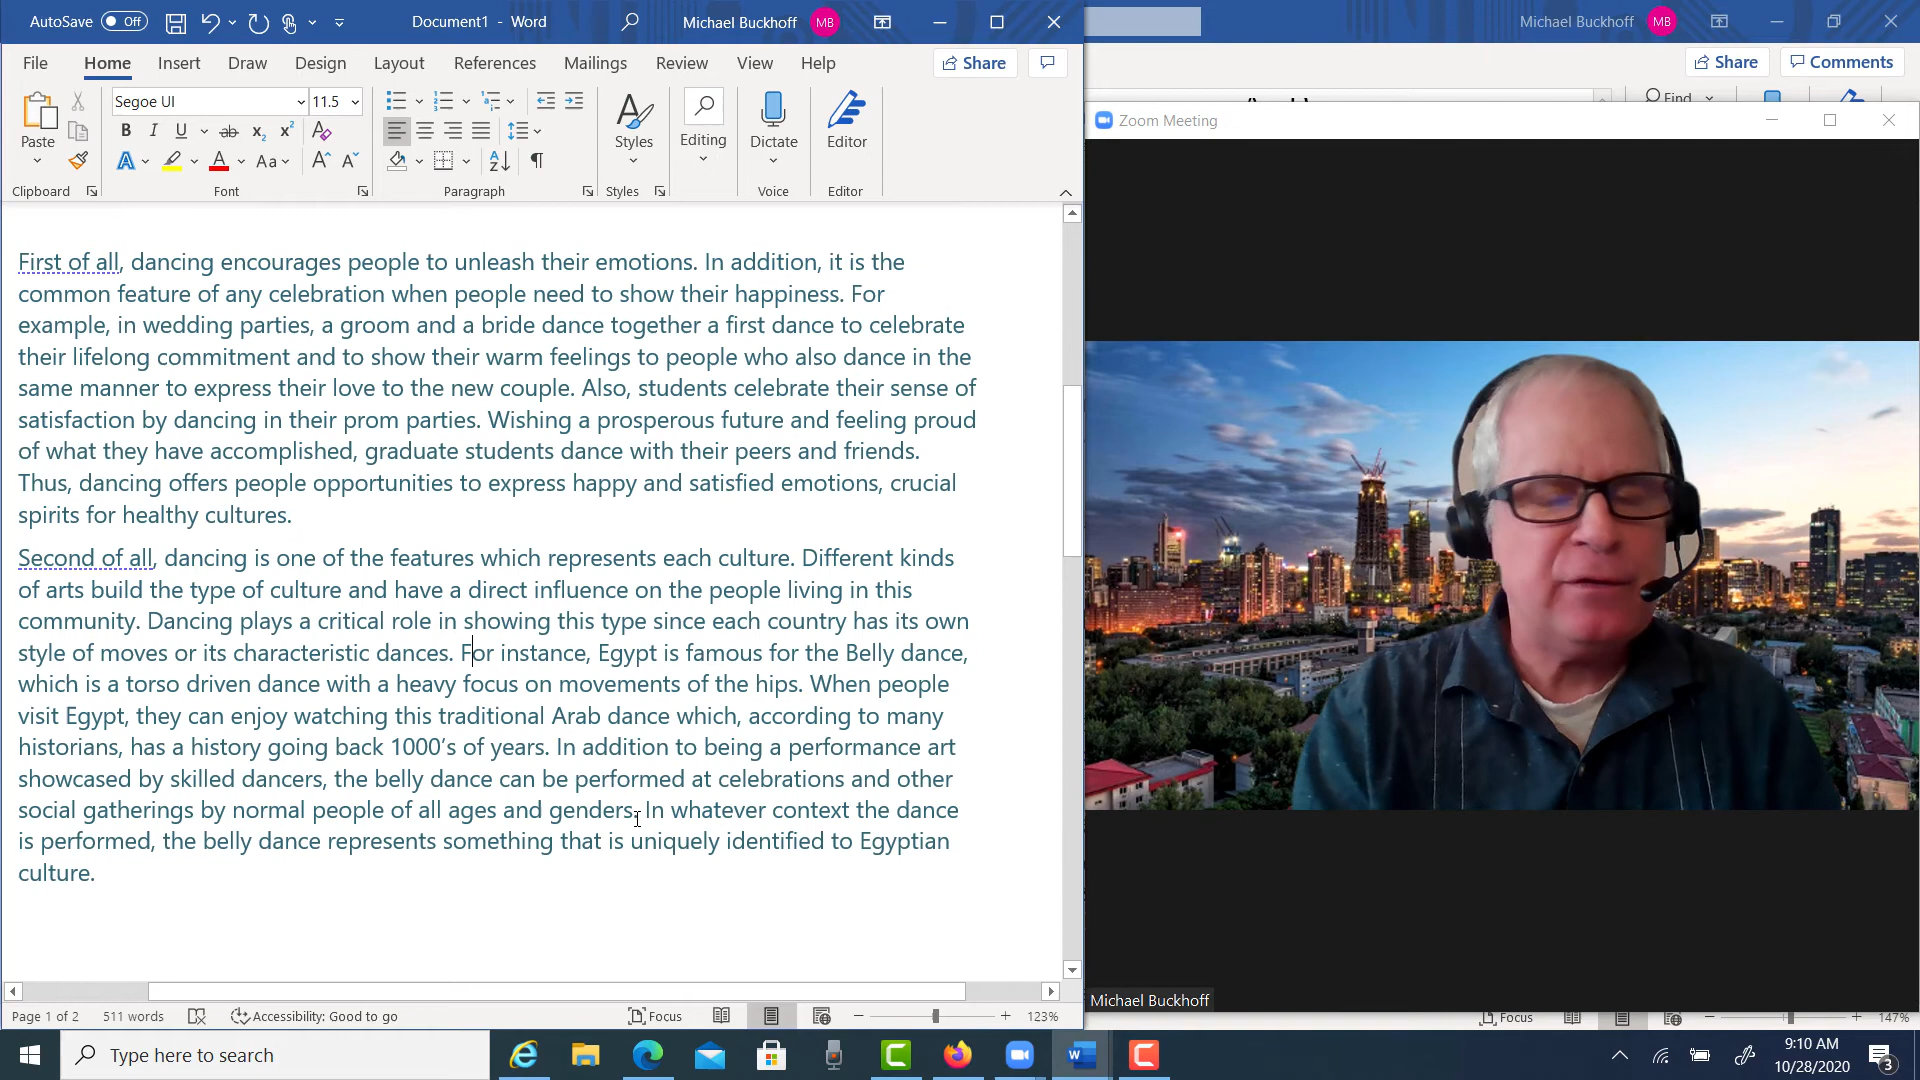 AutoSave Off Document1 - Word Michael Buckhoff MB
Michael Buckhoff MB
File Home Insert Draw Design Layout References Mailings Review View Help Share
Share Comments
Segoe UI 11.5
Find
Paste B I U ab x₂ x² A
Styles Editing Dictate Editor
A A Aa A A
Clipboard Font Paragraph Styles Voice Editor
Zoom Meeting
First of all, dancing encourages people to unleash their emotions. In addition, it is the
common feature of any celebration when people need to show their happiness. For
example, in wedding parties, a groom and a bride dance together a first dance to celebrate
their lifelong commitment and to show their warm feelings to people who also dance in the
same manner to express their love to the new couple. Also, students celebrate their sense of
satisfaction by dancing in their prom parties. Wishing a prosperous future and feeling proud
of what they have accomplished, graduate students dance with their peers and friends.
Thus, dancing offers people opportunities to express happy and satisfied emotions, crucial
spirits for healthy cultures.
Second of all, dancing is one of the features which represents each culture. Different kinds
of arts build the type of culture and have a direct influence on the people living in this
community. Dancing plays a critical role in showing this type since each country has its own
style of moves or its characteristic dances. For instance, Egypt is famous for the Belly dance,
which is a torso driven dance with a heavy focus on movements of the hips. When people
visit Egypt, they can enjoy watching this traditional Arab dance which, according to many
historians, has a history going back 1000's of years. In addition to being a performance art
showcased by skilled dancers, the belly dance can be performed at celebrations and other
social gatherings by normal people of all ages and genders. In whatever context the dance
is performed, the belly dance represents something that is uniquely identified to Egyptian
culture.
Michael Buckhoff
Page 1 of 2 511 words Accessibility: Good to go Focus 123%
Focus 147%
Type here to search
9:10 AM
10/28/2020
3